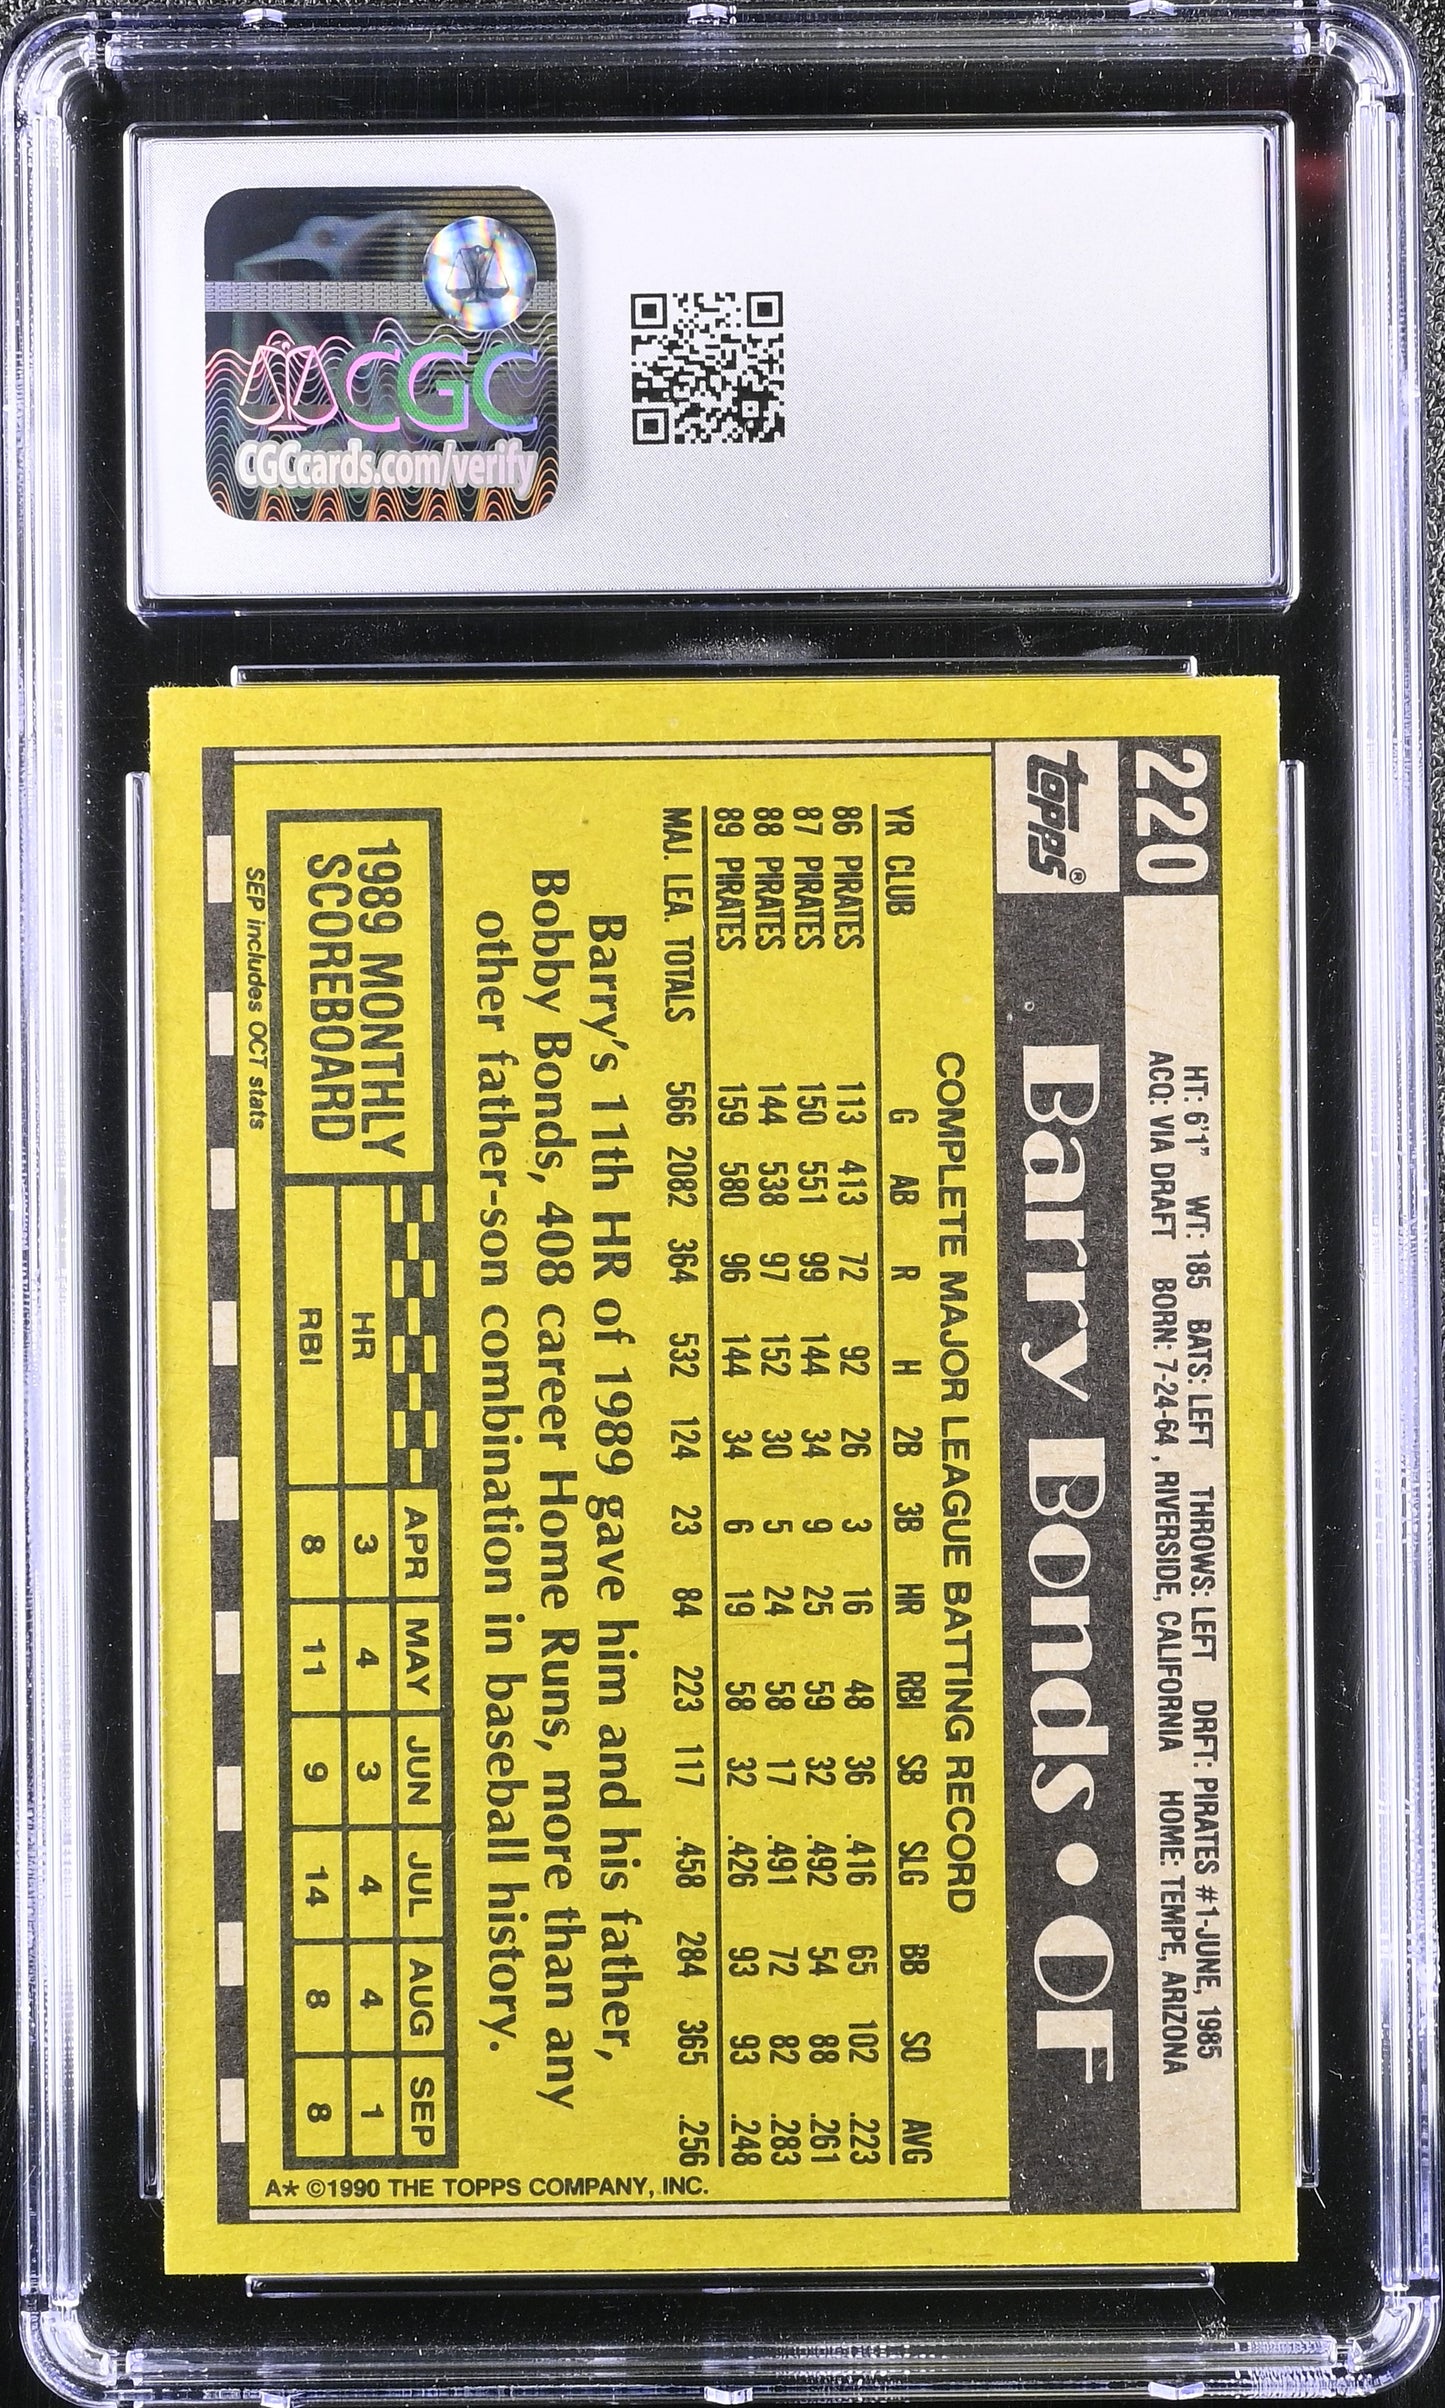 CGC
CGCcards.com/verify
220
HT: 6'1" WT: 185 BATS: LEFT THROWS: LEFT DRFT: PIRATES #1-JUNE, 1985
ACQ: VIA DRAFT BORN: 7-24-64, RIVERSIDE, CALIFORNIA HOME: TEMPE, ARIZONA
topps®
Barry Bonds • OF
COMPLETE MAJOR LEAGUE BATTING RECORD
YR CLUB G AB R H 2B 3B HR RBI SB SLG BB SO AVG
86 PIRATES 113 413 72 92 26 3 16 48 36 .416 65 102 .223
87 PIRATES 150 551 99 144 34 9 25 59 32 .492 54 88 .261
88 PIRATES 144 538 97 152 30 5 24 58 17 .491 72 82 .283
89 PIRATES 159 580 96 144 34 6 19 58 32 .426 93 93 .248
MAJ. LEA. TOTALS 566 2082 364 532 124 23 84 223 117 .458 284 365 .256
Barry's 11th HR of 1989 gave him and his father,
Bobby Bonds, 408 career Home Runs, more than any
other father-son combination in baseball history.
1989 MONTHLY
SCOREBOARD
APR MAY JUN JUL AUG SEP
HR 3 4 3 4 4 1
RBI 8 11 9 14 8 8
SEP includes OCT stats
A* ©1990 THE TOPPS COMPANY, INC.